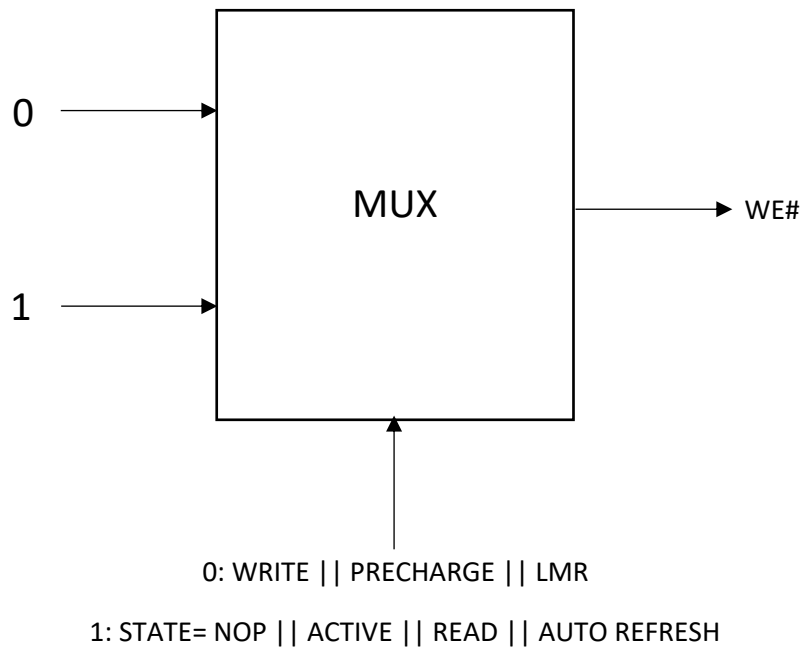 0
MUX
WE#
1
0: WRITE || PRECHARGE || LMR
1: STATE= NOP || ACTIVE || READ || AUTO REFRESH